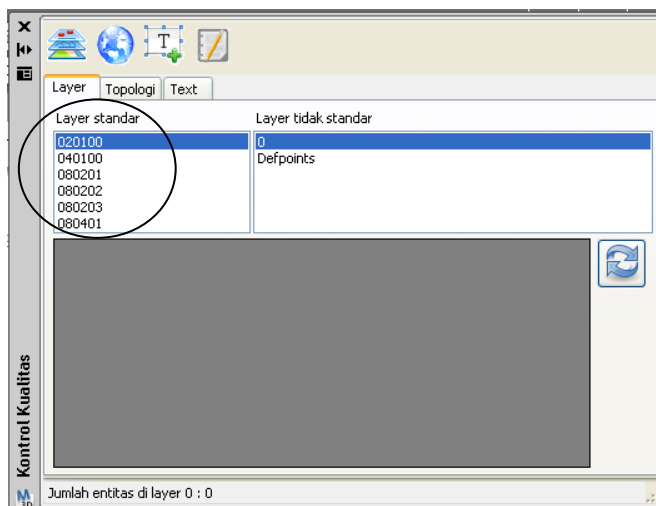 T
Layer Topologi Text
Layer standar Layer tidak standar
020100 0
040100 Defpoints
080201
080202
080203
080401
Kontrol Kualitas
Jumlah entitas di layer 0 : 0
M
3D